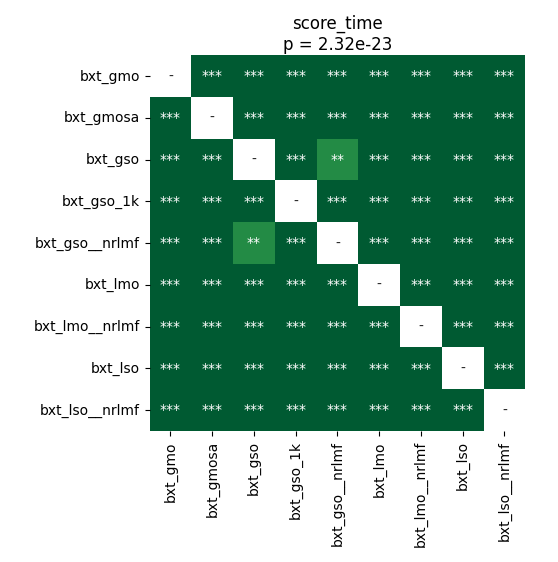 score_time
p = 2.32e-23
bxt_gmo - *** *** *** *** *** *** *** ***
bxt_gmosa *** - *** *** *** *** *** *** ***
bxt_gso *** *** - *** ** *** *** *** ***
bxt_gso_1k *** *** *** - *** *** *** *** ***
bxt_gso__nrlmf *** *** ** *** - *** *** *** ***
bxt_lmo *** *** *** *** *** - *** *** ***
bxt_lmo__nrlmf *** *** *** *** *** *** - *** ***
bxt_lso *** *** *** *** *** *** *** - ***
bxt_lso__nrlmf *** *** *** *** *** *** *** *** -
bxt_gmo
bxt_gmosa
bxt_gso
bxt_gso_1k
bxt_gso__nrlmf
bxt_lmo
bxt_lmo__nrlmf
bxt_lso
bxt_lso__nrlmf